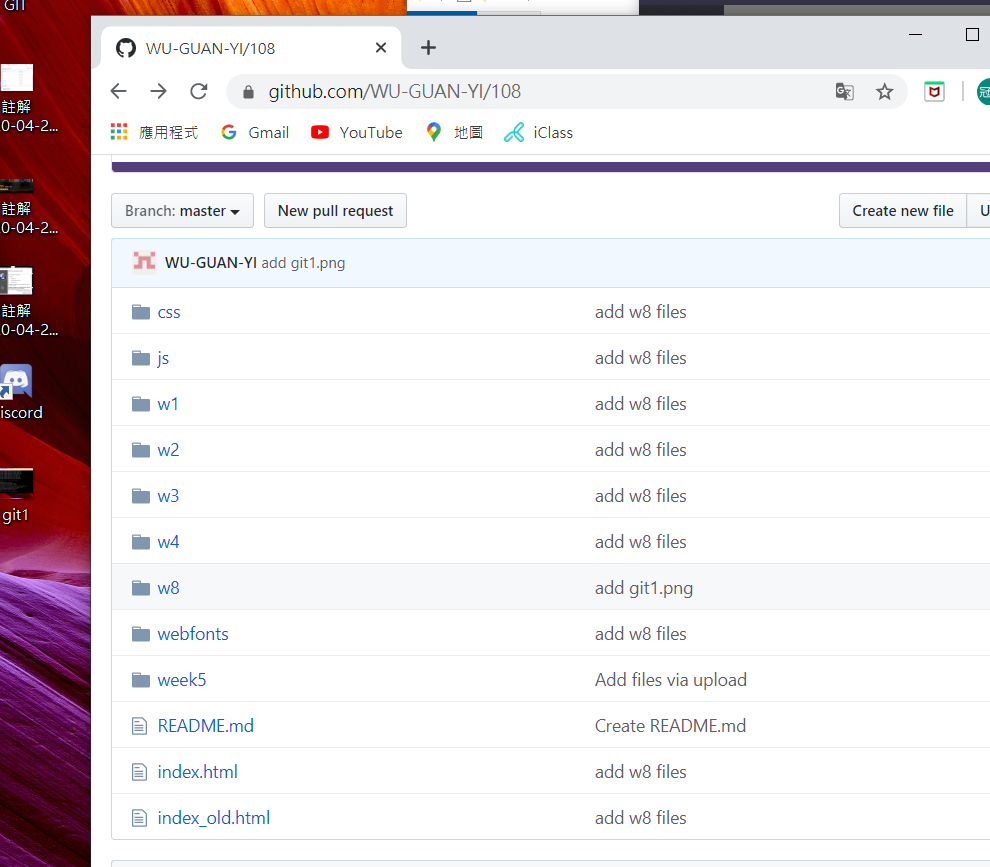 GIT
註解
0-04-2...
註解
0-04-2...
註解
0-04-2...
iscord
git1
WU-GUAN-YI/108
github.com/WU-GUAN-YI/108
冠
應用程式
Gmail
YouTube
地圖
iClass
Branch: master
New pull request
Create new file
U
WU-GUAN-YI add git1.png
css add w8 files
js add w8 files
w1 add w8 files
w2 add w8 files
w3 add w8 files
w4 add w8 files
w8 add git1.png
webfonts add w8 files
week5 Add files via upload
README.md Create README.md
index.html add w8 files
index_old.html add w8 files